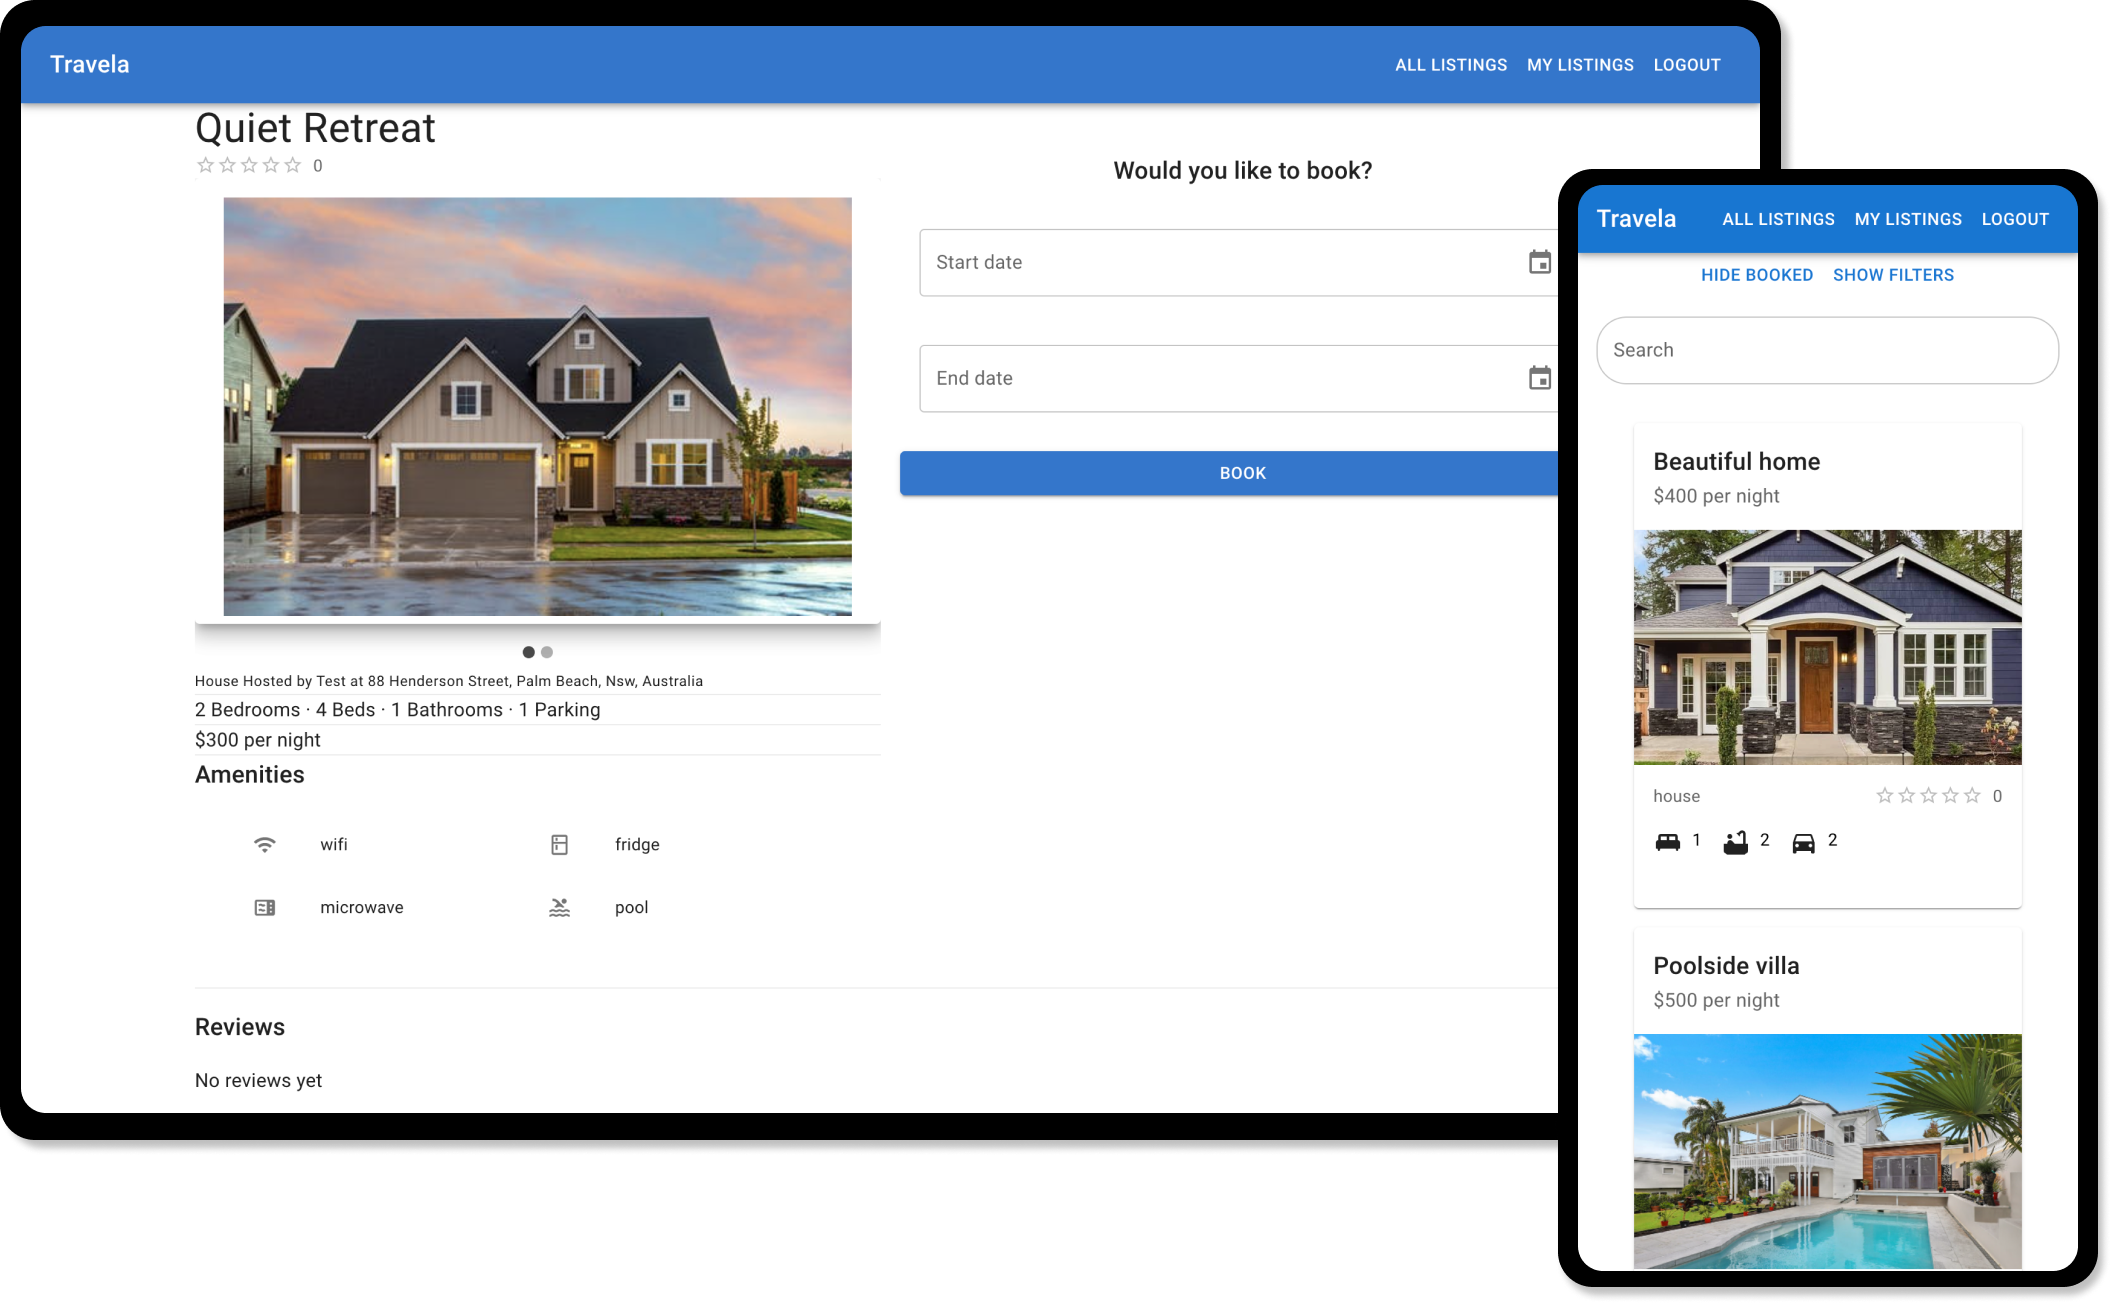 Travela
ALL LISTINGS MY LISTINGS LOGOUT
Quiet Retreat
0
Would you like to book?
Start date
End date
BOOK
House Hosted by Test at 88 Henderson Street, Palm Beach, Nsw, Australia
2 Bedrooms · 4 Beds · 1 Bathrooms · 1 Parking
$300 per night
Amenities
wifi fridge
microwave pool
Reviews
No reviews yet
Travela ALL LISTINGS MY LISTINGS LOGOUT
HIDE BOOKED SHOW FILTERS
Search
Beautiful home
$400 per night
house 0
1 2 2
Poolside villa
$500 per night